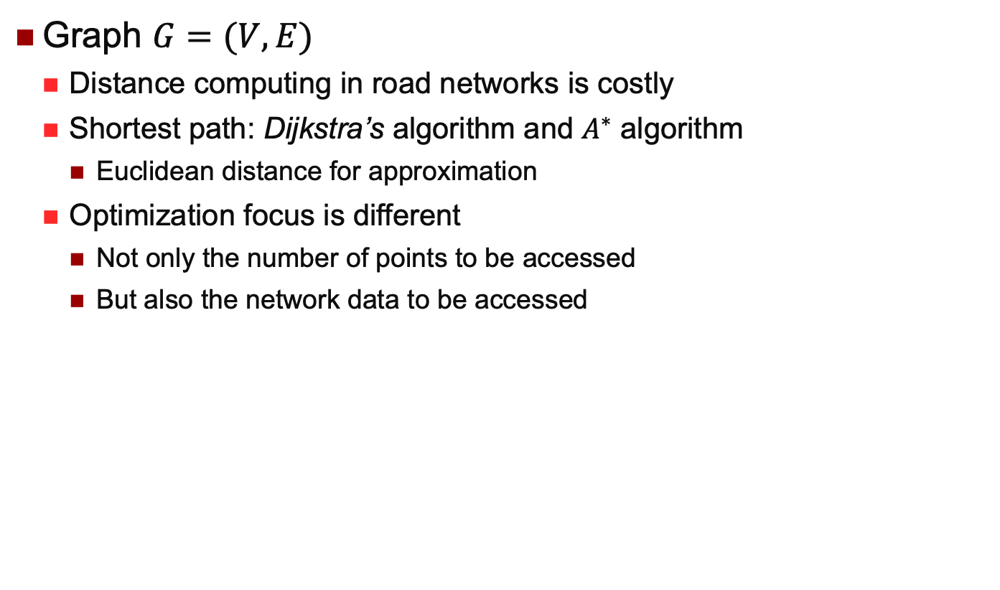 Graph G = (V, E)
Distance computing in road networks is costly
Shortest path: Dijkstra’s algorithm and A* algorithm
Euclidean distance for approximation
Optimization focus is different
Not only the number of points to be accessed
But also the network data to be accessed